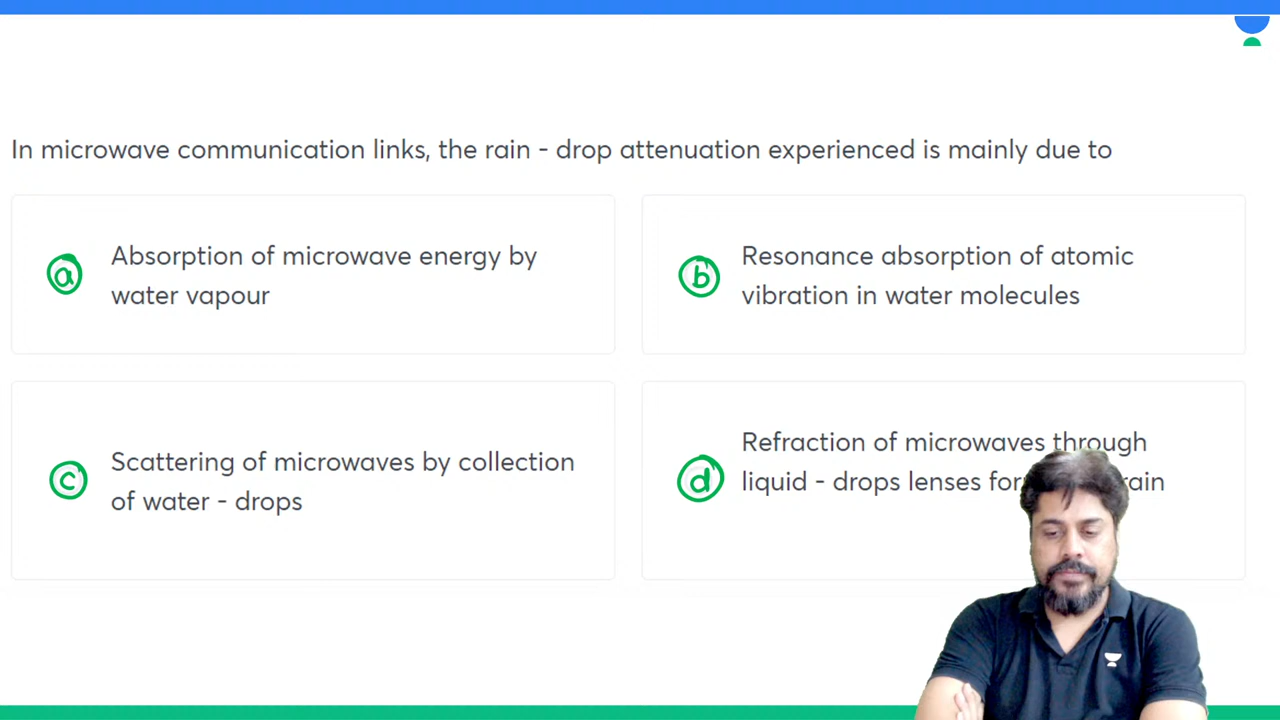 In microwave communication links, the rain - drop attenuation experienced is mainly due to
a
Absorption of microwave energy by
water vapour
b
Resonance absorption of atomic
vibration in water molecules
c
Scattering of microwaves by collection
of water - drops
d
Refraction of microwaves through
liquid - drops lenses rain